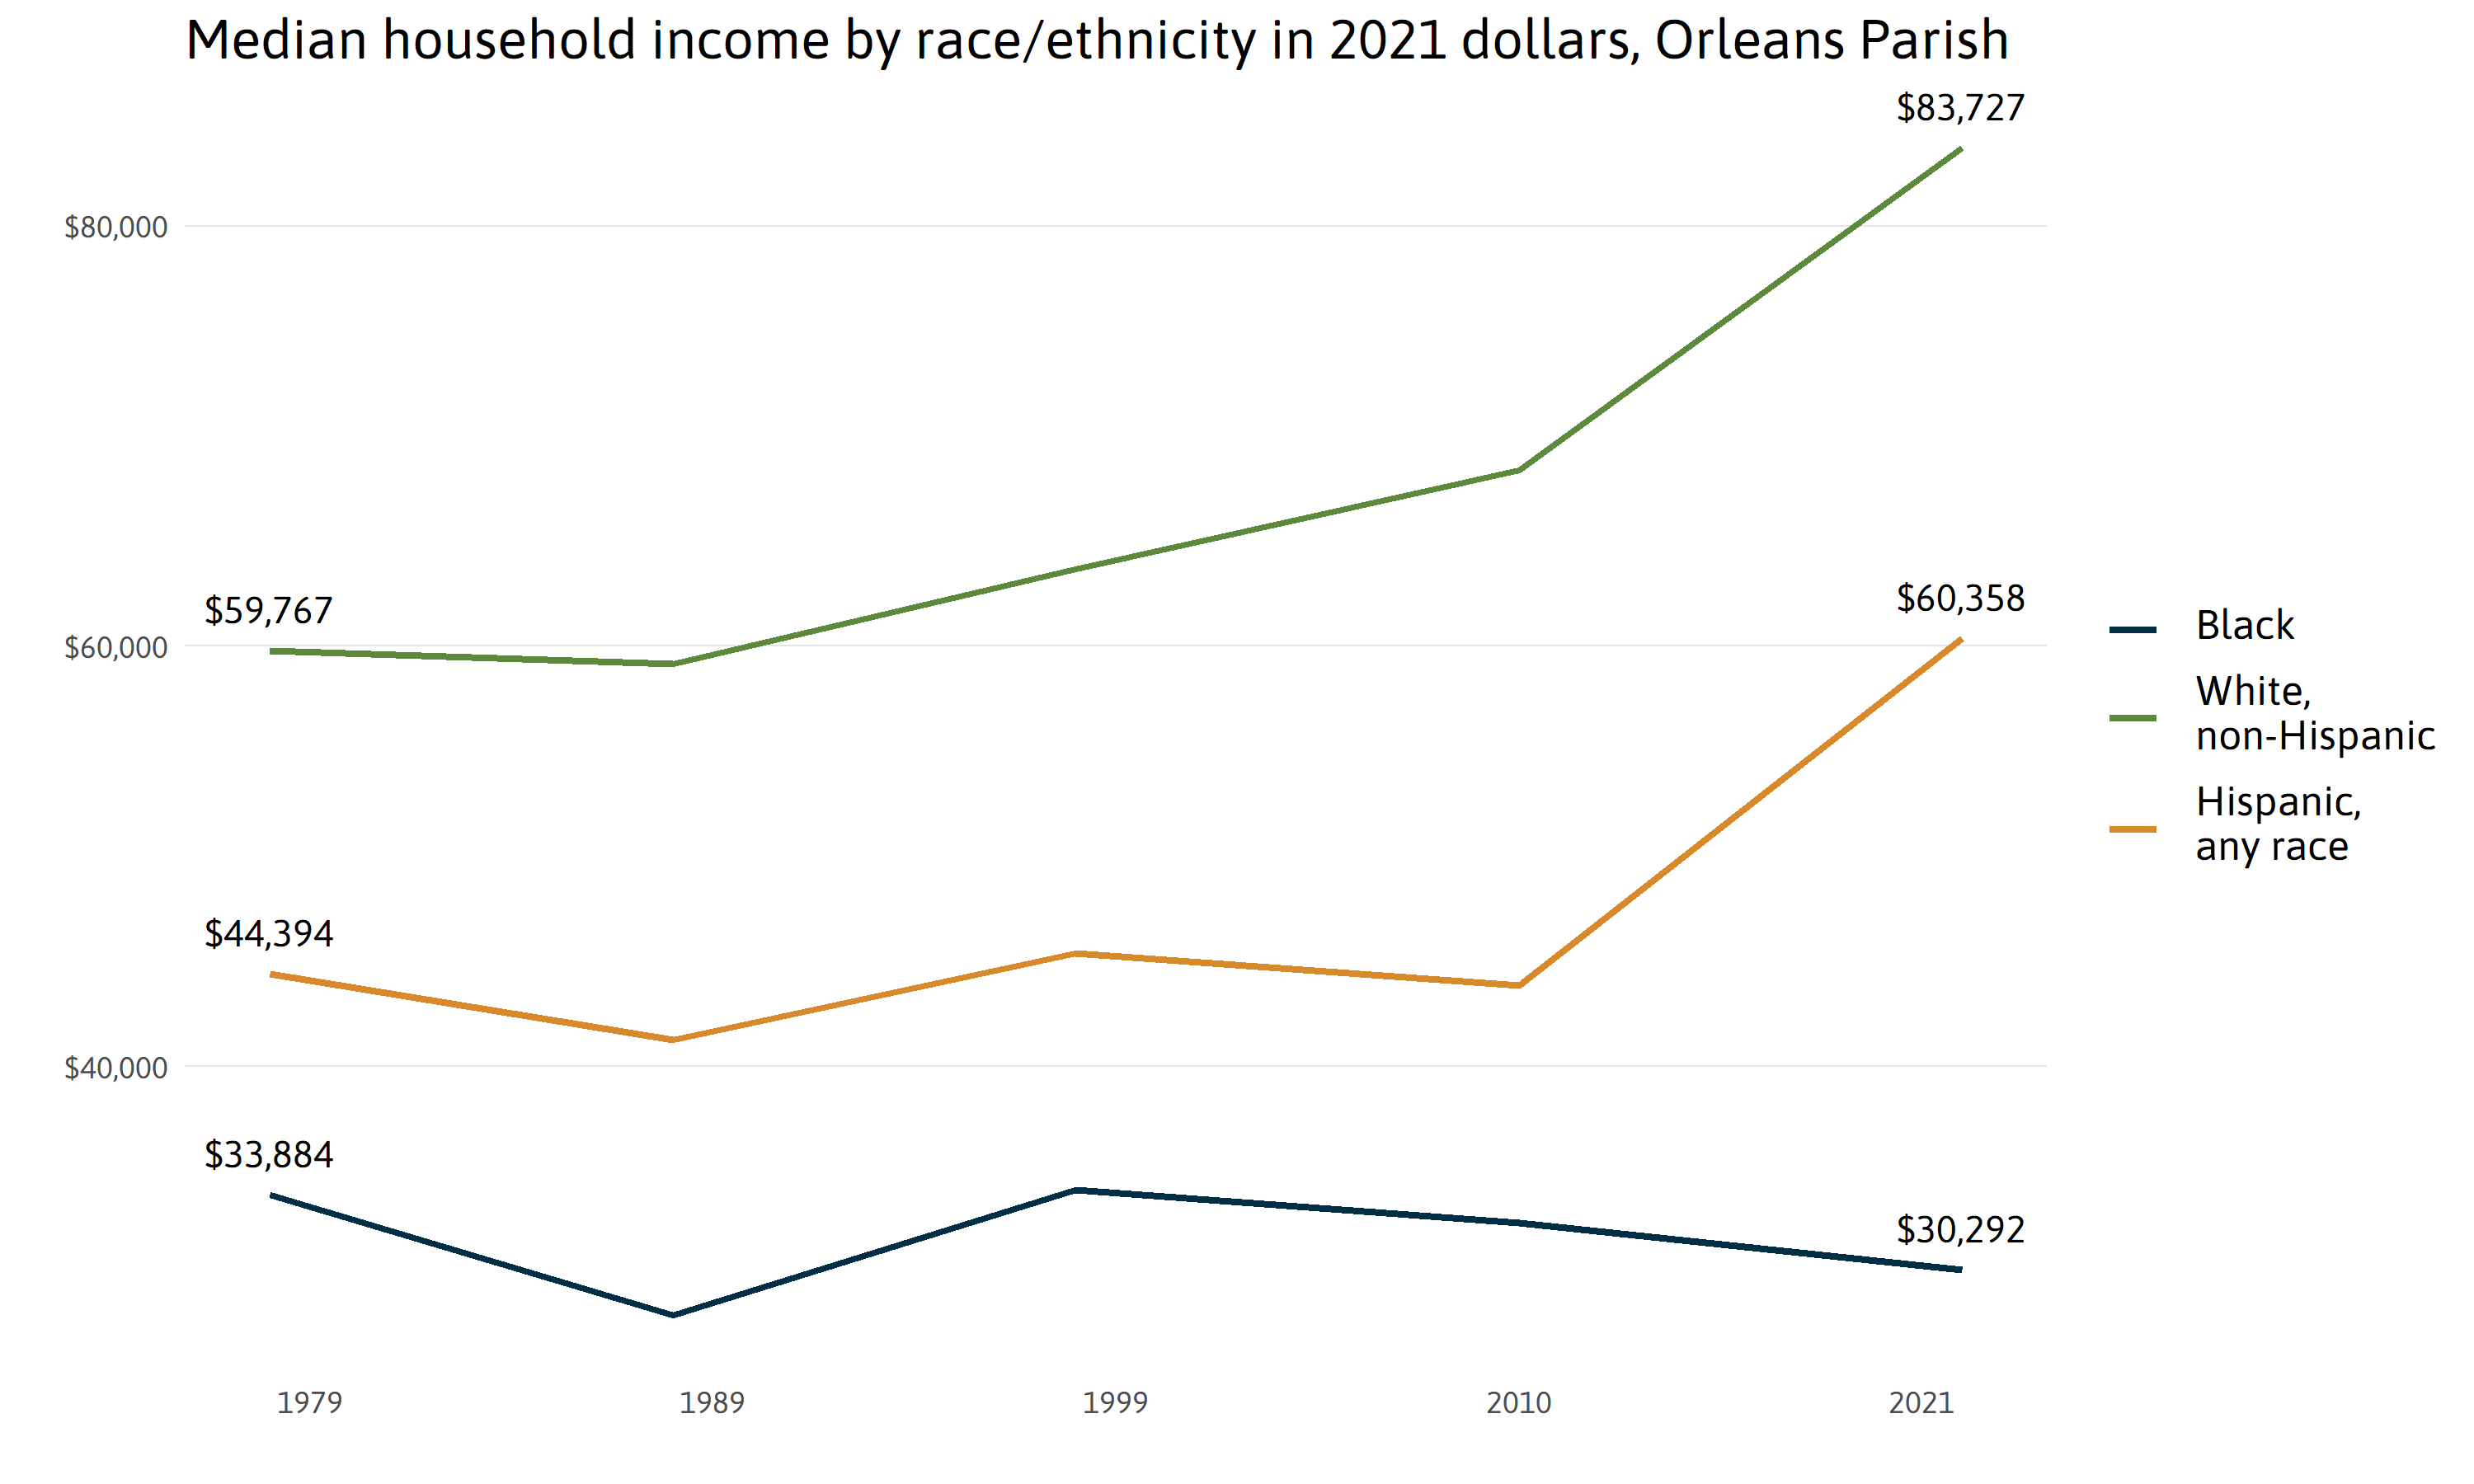 Median household income by race/ethnicity in 2021 dollars, Orleans Parish
$83,727
$80,000
$59,767
$60,358
$60,000
Black
White,
non-Hispanic
Hispanic,
any race
$44,394
$40,000
$33,884
$30,292
1979 1989 1999 2010 2021